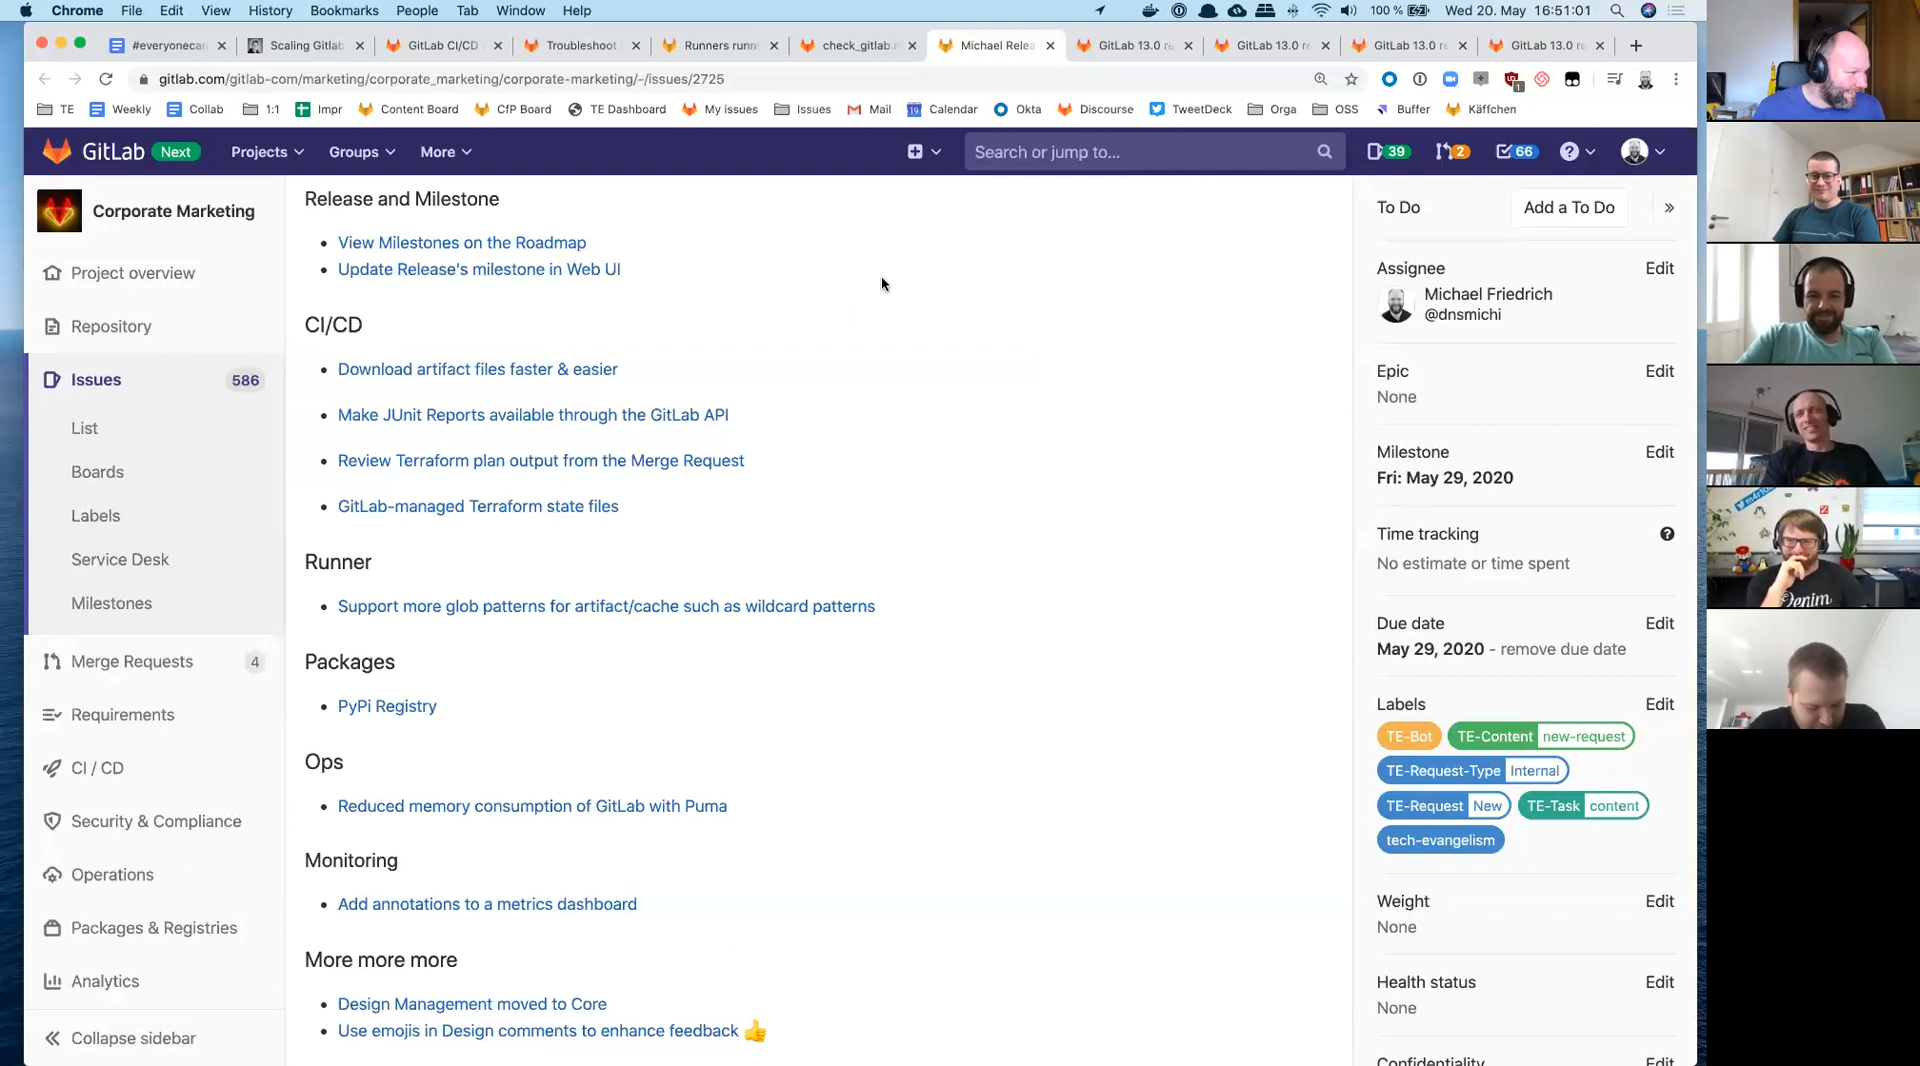 Chrome File Edit View History Bookmarks People Tab Window Help 100 % Wed 20. May 16:51:01
#everyonecan Scaling Gitlab GitLab CI/CD Troubleshoot Runners runn check_gitlab Michael Relea GitLab 13.0 re GitLab 13.0 re GitLab 13.0 re GitLab 13.0 re
gitlab.com/gitlab-com/marketing/corporate_marketing/corporate-marketing/-/issues/2725
TE Weekly Collab 1:1 Impr Content Board CfP Board TE Dashboard My issues Issues Mail Calendar Okta Discourse TweetDeck Orga OSS Buffer Käffchen
GitLab Next Projects Groups More Search or jump to... 39 2 66
Corporate Marketing
Project overview
Repository
Issues 586
List
Boards
Labels
Service Desk
Milestones
Merge Requests 4
Requirements
CI / CD
Security & Compliance
Operations
Packages & Registries
Analytics
Collapse sidebar
Release and Milestone
View Milestones on the Roadmap
Update Release's milestone in Web UI
CI/CD
Download artifact files faster & easier
Make JUnit Reports available through the GitLab API
Review Terraform plan output from the Merge Request
GitLab-managed Terraform state files
Runner
Support more glob patterns for artifact/cache such as wildcard patterns
Packages
PyPi Registry
Ops
Reduced memory consumption of GitLab with Puma
Monitoring
Add annotations to a metrics dashboard
More more more
Design Management moved to Core
Use emojis in Design comments to enhance feedback 👍
To Do Add a To Do
Assignee Edit
Michael Friedrich
@dnsmichi
Epic Edit
None
Milestone Edit
Fri: May 29, 2020
Time tracking
No estimate or time spent
Due date Edit
May 29, 2020 - remove due date
Labels Edit
TE-Bot TE-Content new-request
TE-Request-Type Internal
TE-Request New TE-Task content
tech-evangelism
Weight Edit
None
Health status Edit
None
Confidentiality Edit